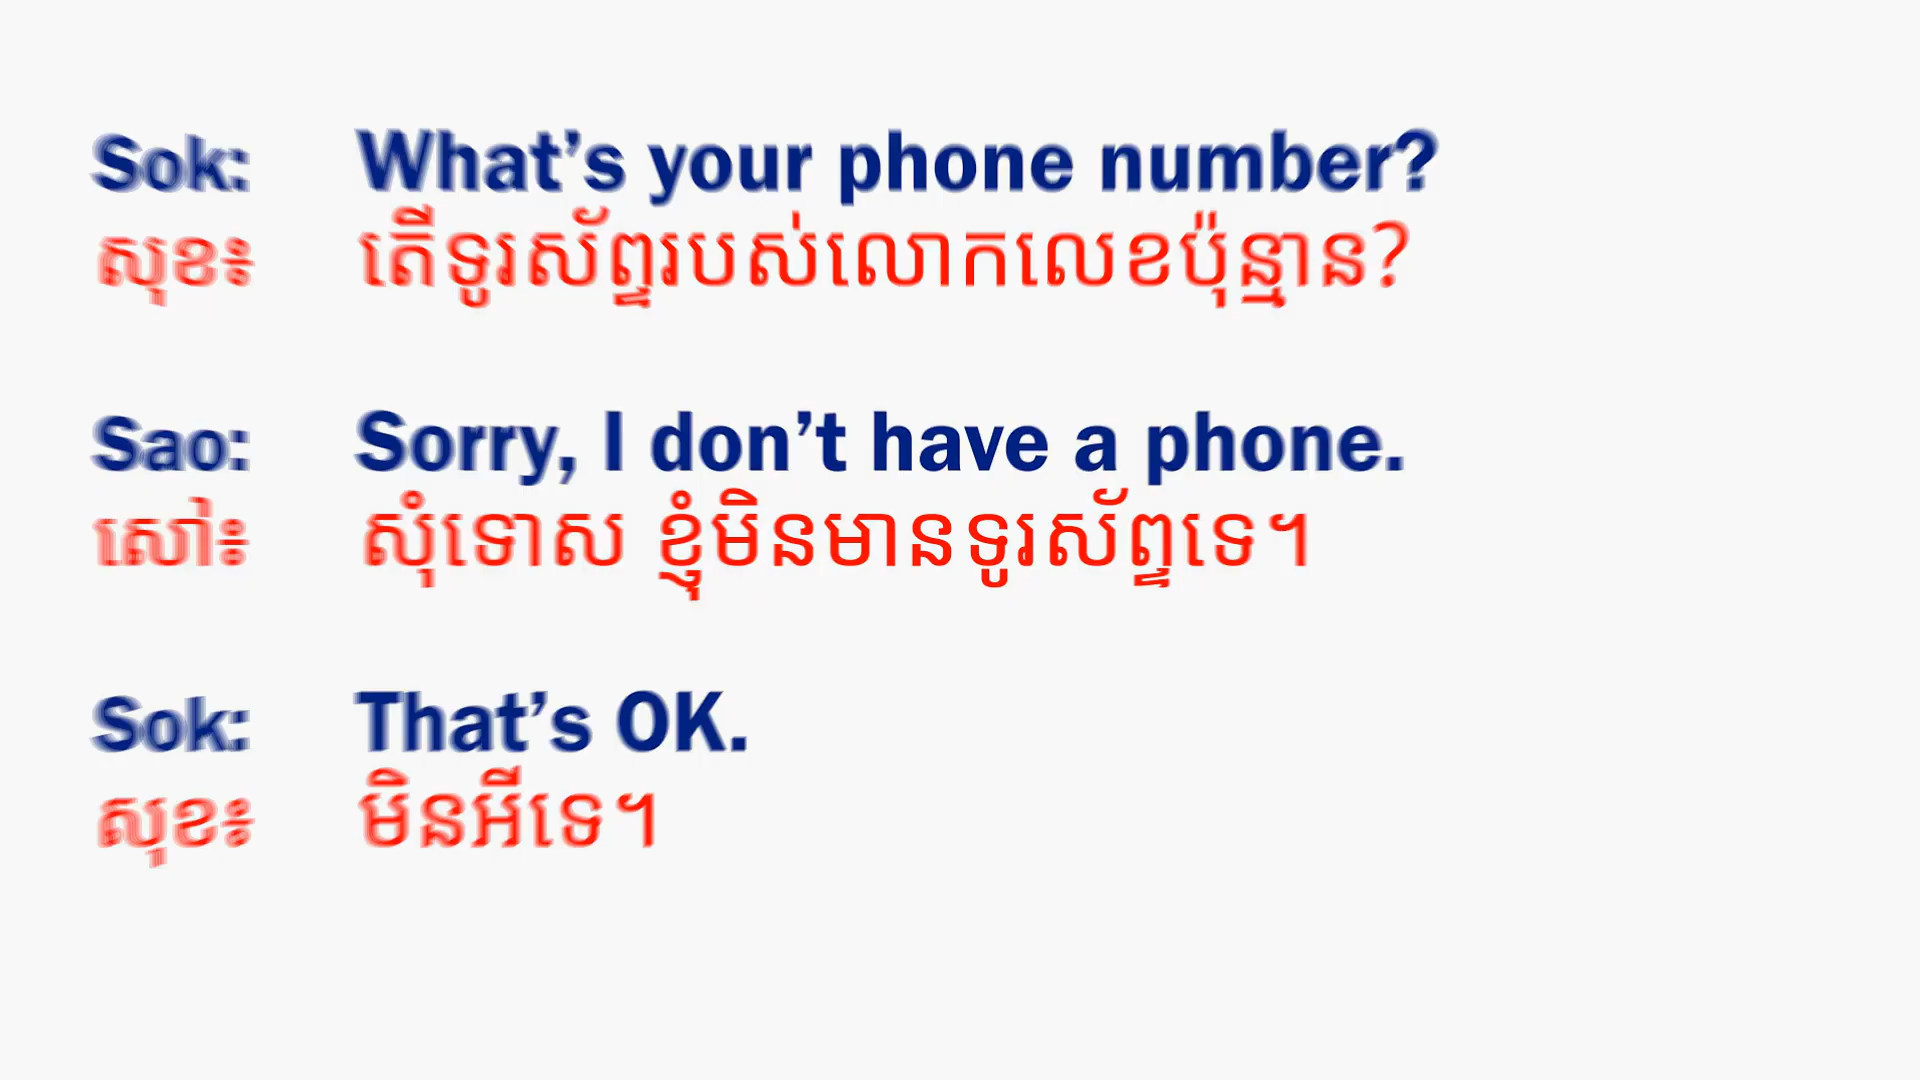 Sok: What’s your phone number?
សុខ៖ តើទូរស័ព្ទរបស់លោកលេខប៉ុន្មាន?
Sao: Sorry, I don’t have a phone.
សៅ៖ សុំទោស ខ្ញុំមិនមានទូរស័ព្ទទេ។
Sok: That’s OK.
សុខ៖ មិនអីទេ។